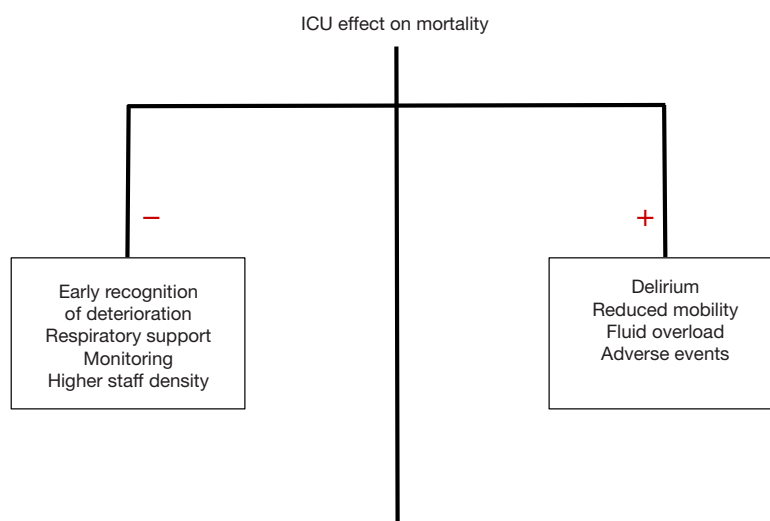 ICU effect on mortality
−
+
Early recognition
of deterioration
Respiratory support
Monitoring
Higher staff density
Delirium
Reduced mobility
Fluid overload
Adverse events